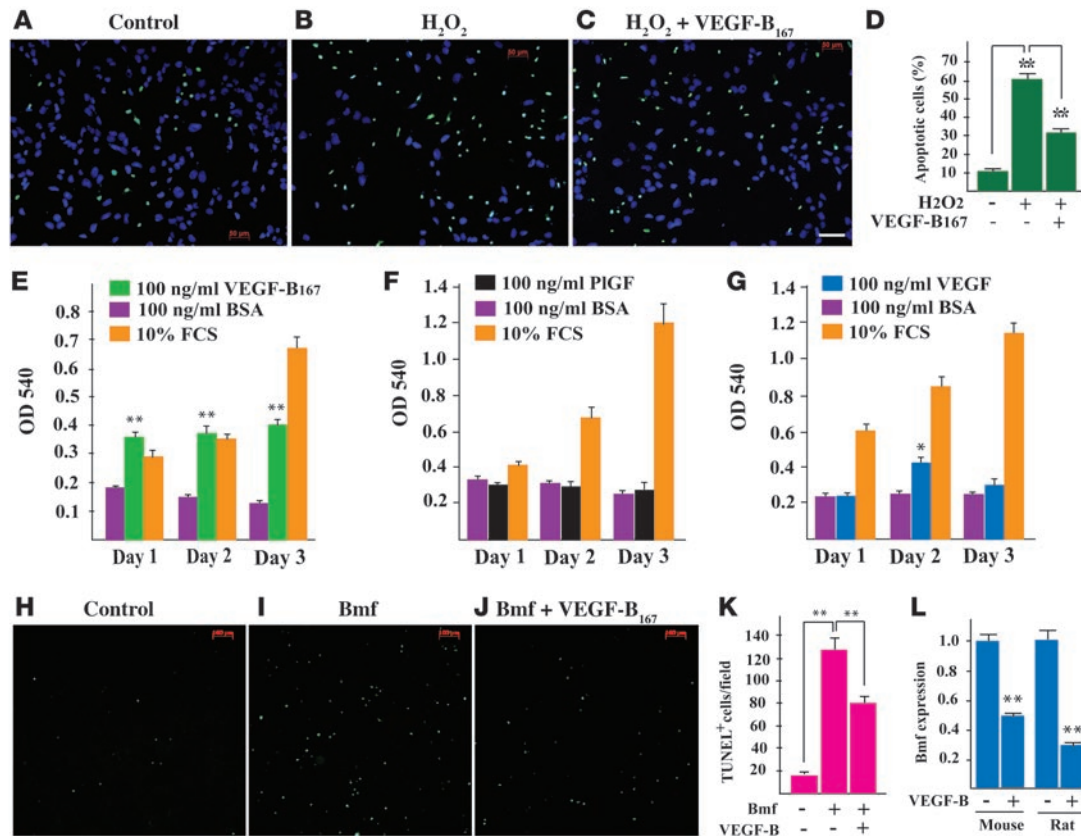 A Control
B H₂O₂
C H₂O₂ + VEGF-B₁₆₇
50 µm
50 µm
50 µm
D
Apoptotic cells (%)
70
60
50
40
30
20
10
**
**
H2O2 - + +
VEGF-B167 - - +
E
100 ng/ml VEGF-B167
100 ng/ml BSA
10% FCS
OD 540
0.8
0.7
0.6
0.5
0.4
0.3
0.2
0.1
** ** **
Day 1 Day 2 Day 3
F
100 ng/ml PlGF
100 ng/ml BSA
10% FCS
OD 540
1.4
1.2
1.0
0.8
0.6
0.4
0.2
Day 1 Day 2 Day 3
G
100 ng/ml VEGF
100 ng/ml BSA
10% FCS
OD 540
1.4
1.2
1.0
0.8
0.6
0.4
0.2
*
Day 1 Day 2 Day 3
H Control
I Bmf
J Bmf + VEGF-B₁₆₇
K
TUNEL⁺ cells/field
140
120
100
80
60
40
20
** **
Bmf - + +
VEGF-B - - +
L
Bmf expression
1.0
0.8
0.6
0.4
0.2
**
**
VEGF-B - + - +
Mouse Rat